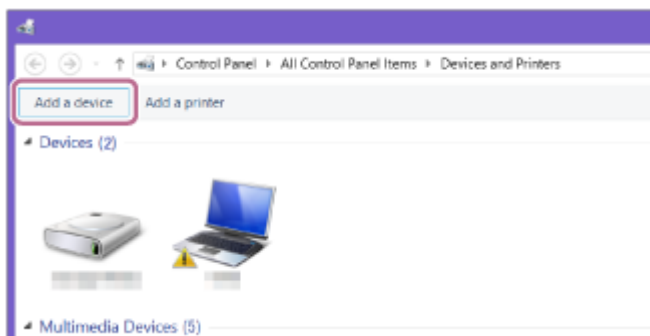 Control Panel All Control Panel Items Devices and Printers
Add a device Add a printer
Devices (2)
Multimedia Devices (5)